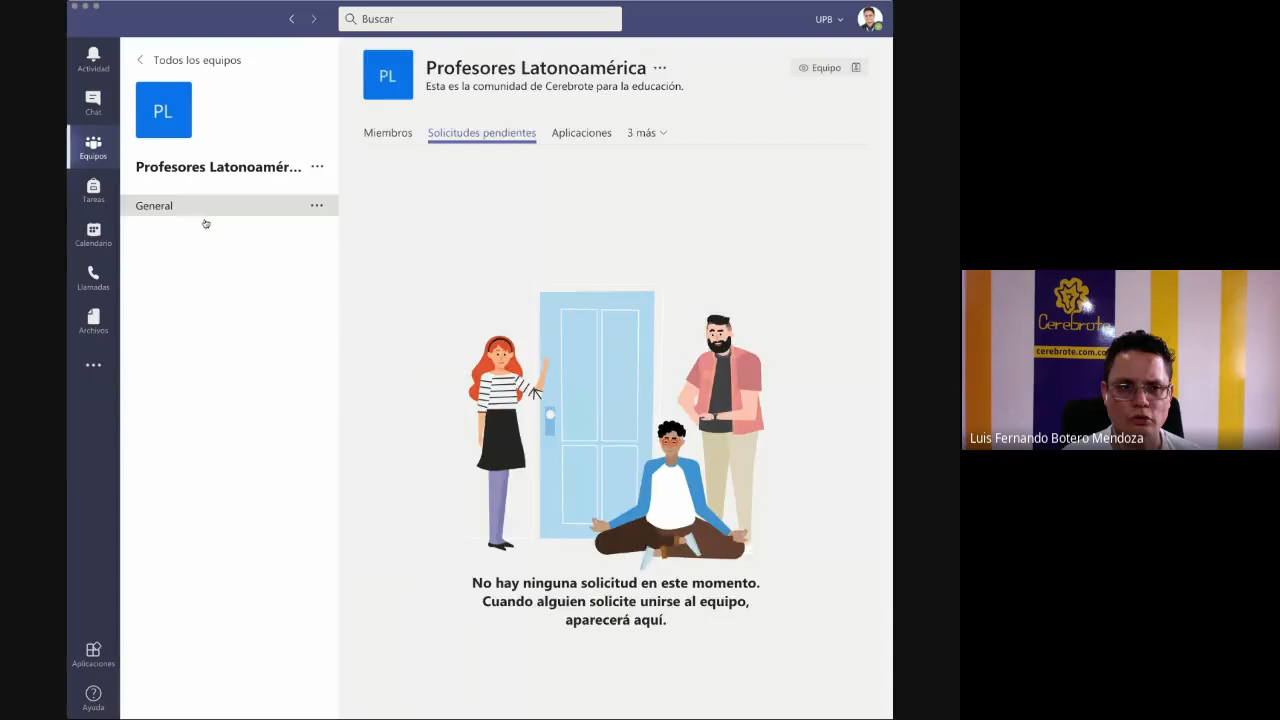 Buscar
UPB
Actividad
Chat
Equipos
Tareas
Calendario
Llamadas
Archivos
Aplicaciones
Ayuda
Todos los equipos
PL
Profesores Latonoamér...
General
PL
Profesores Latonoamérica
Esta es la comunidad de Cerebrote para la educación.
Equipo
Miembros
Solicitudes pendientes
Aplicaciones
3 más
No hay ninguna solicitud en este momento.
Cuando alguien solicite unirse al equipo,
aparecerá aquí.
Cerebrote
cerebrote.com.co
Luis Fernando Botero Mendoza